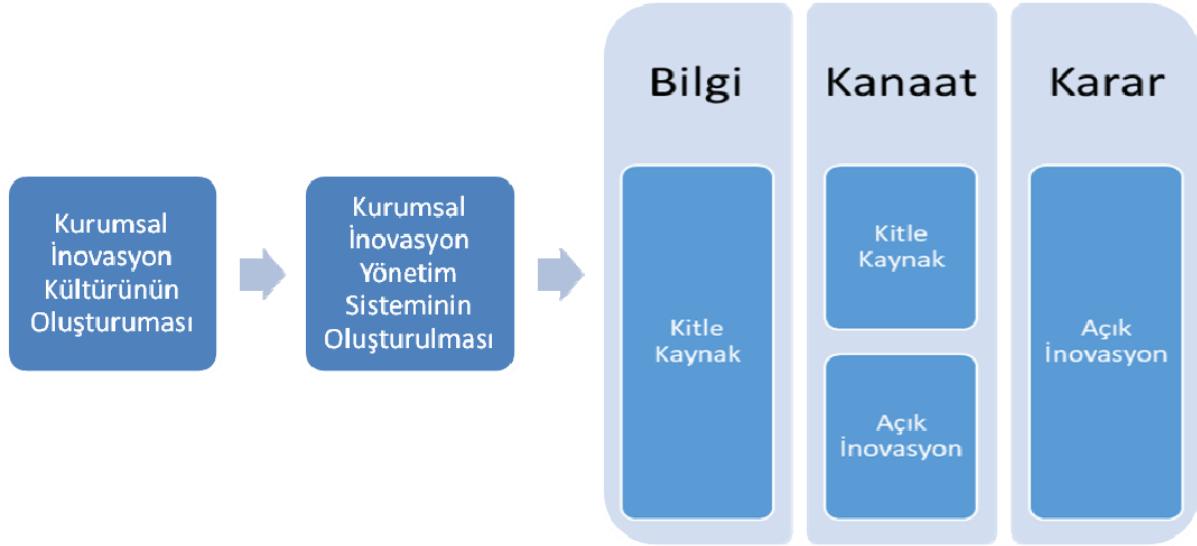 Kurumsal
İnovasyon
Kültürünün
Oluşturuması
Kurumsal
İnovasyon
Yönetim
Sisteminin
Oluşturulması
Bilgi
Kitle
Kaynak
Kanaat
Kitle
Kaynak
Açık
İnovasyon
Karar
Açık
İnovasyon